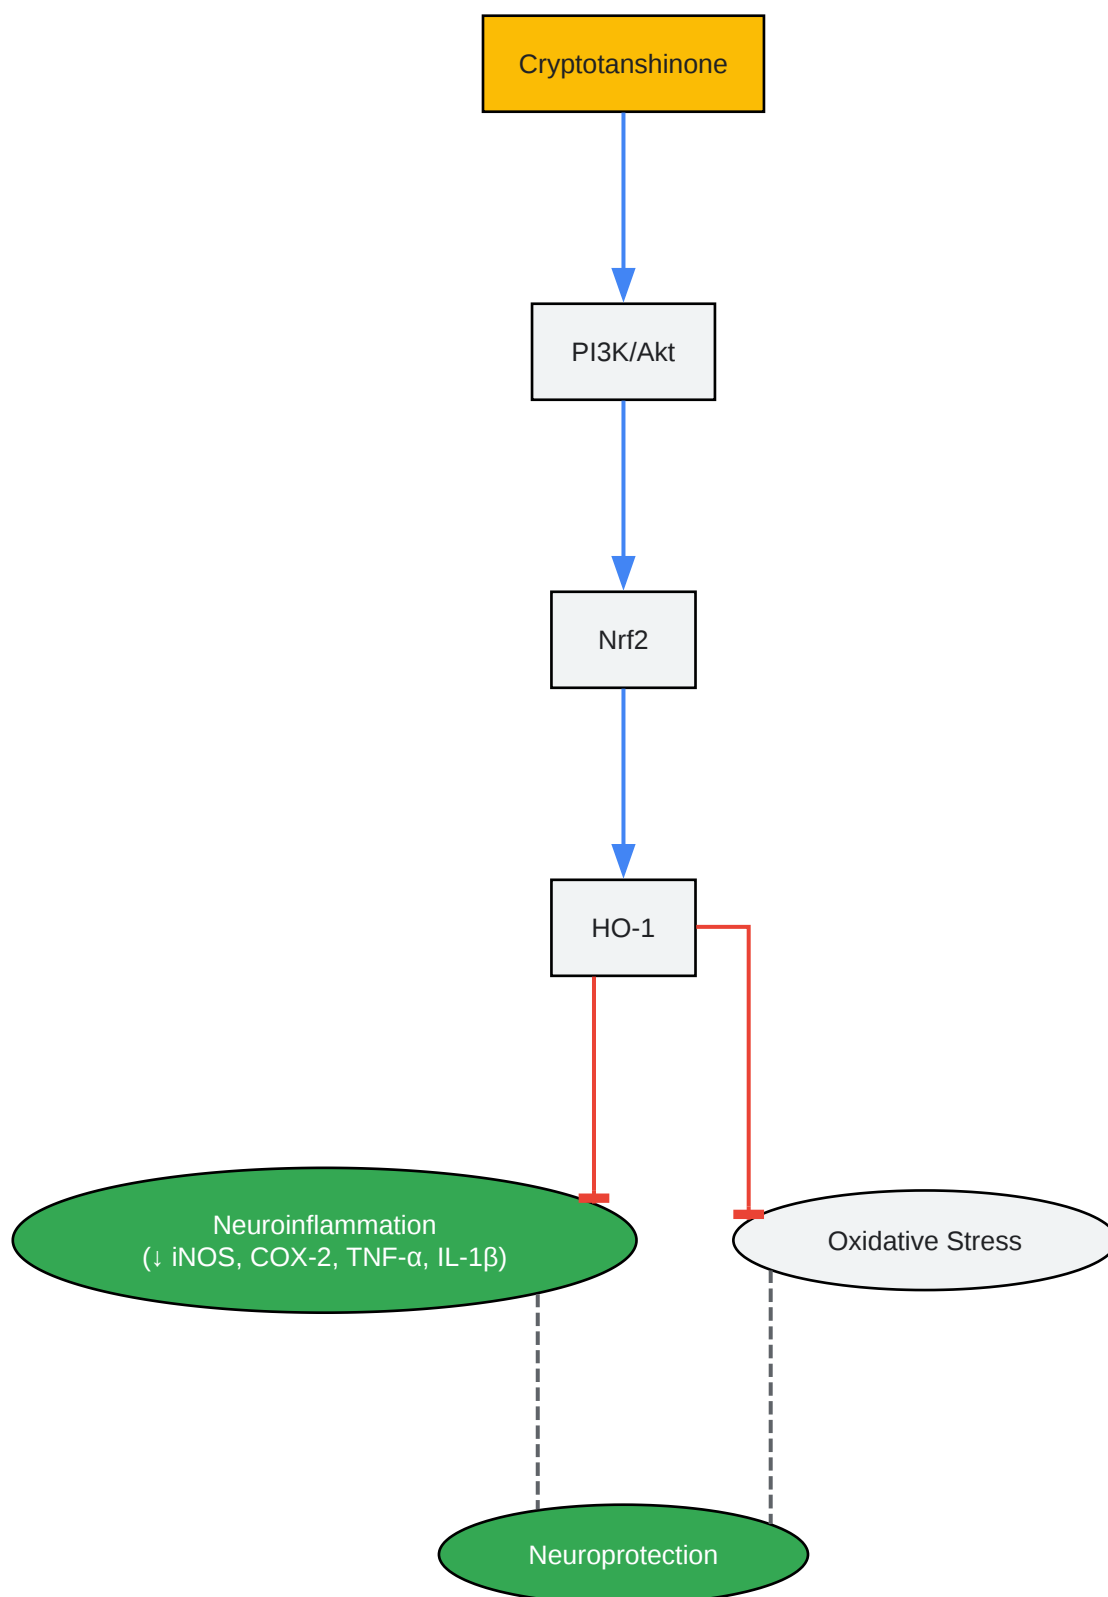 Cryptotanshinone
PI3K/Akt
Nrf2
HO-1
Neuroinflammation
(↓ iNOS, COX-2, TNF-α, IL-1β)
Oxidative Stress
Neuroprotection